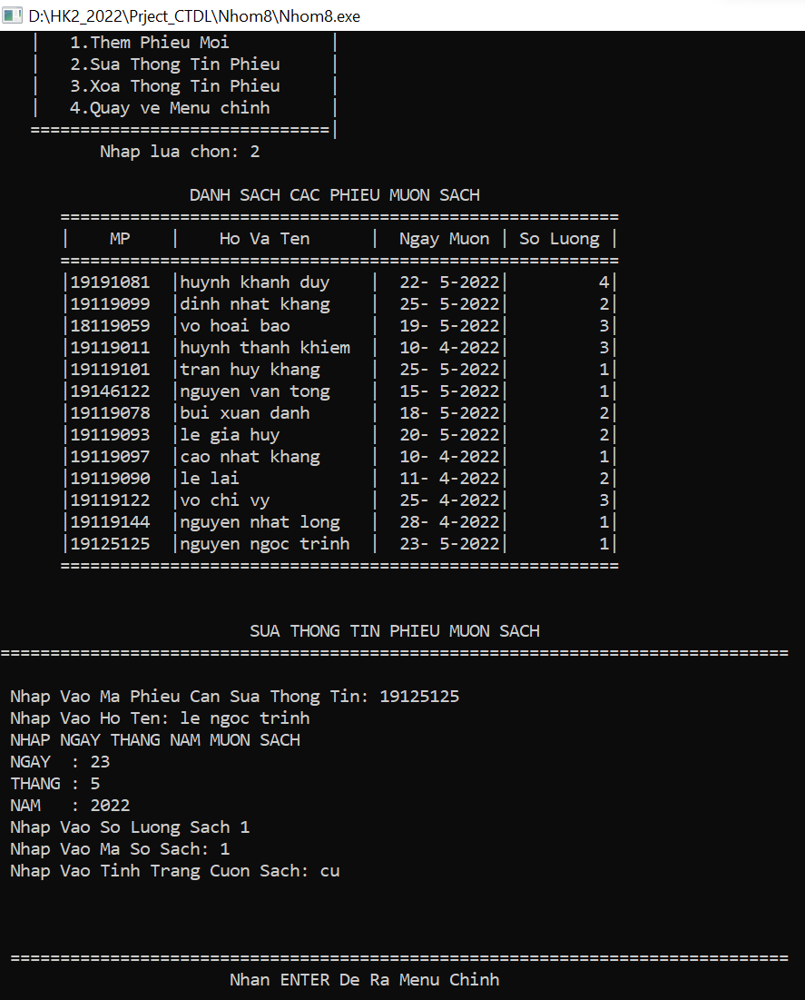 D:\HK2_2022\Prject_CTDL\Nhom8\Nhom8.exe
|   1.Them Phieu Moi          |
|   2.Sua Thong Tin Phieu     |
|   3.Xoa Thong Tin Phieu     |
|   4.Quay ve Menu chinh      |
==============================|
Nhap lua chon: 2
DANH SACH CAC PHIEU MUON SACH
========================================================
|    MP    |    Ho Va Ten      |  Ngay Muon | So Luong |
========================================================
|19191081  |huynh khanh duy    |  22- 5-2022|         4|
|19119099  |dinh nhat khang    |  25- 5-2022|         2|
|18119059  |vo hoai bao        |  19- 5-2022|         3|
|19119011  |huynh thanh khiem  |  10- 4-2022|         3|
|19119101  |tran huy khang     |  25- 5-2022|         1|
|19146122  |nguyen van tong    |  15- 5-2022|         1|
|19119078  |bui xuan danh      |  18- 5-2022|         2|
|19119093  |le gia huy         |  20- 5-2022|         2|
|19119097  |cao nhat khang     |  10- 4-2022|         1|
|19119090  |le lai             |  11- 4-2022|         2|
|19119122  |vo chi vy          |  25- 4-2022|         3|
|19119144  |nguyen nhat long   |  28- 4-2022|         1|
|19125125  |nguyen ngoc trinh  |  23- 5-2022|         1|
========================================================
SUA THONG TIN PHIEU MUON SACH
===============================================================================
Nhap Vao Ma Phieu Can Sua Thong Tin: 19125125
Nhap Vao Ho Ten: le ngoc trinh
NHAP NGAY THANG NAM MUON SACH
NGAY  : 23
THANG : 5
NAM   : 2022
Nhap Vao So Luong Sach 1
Nhap Vao Ma So Sach: 1
Nhap Vao Tinh Trang Cuon Sach: cu
==============================================================================
Nhan ENTER De Ra Menu Chinh